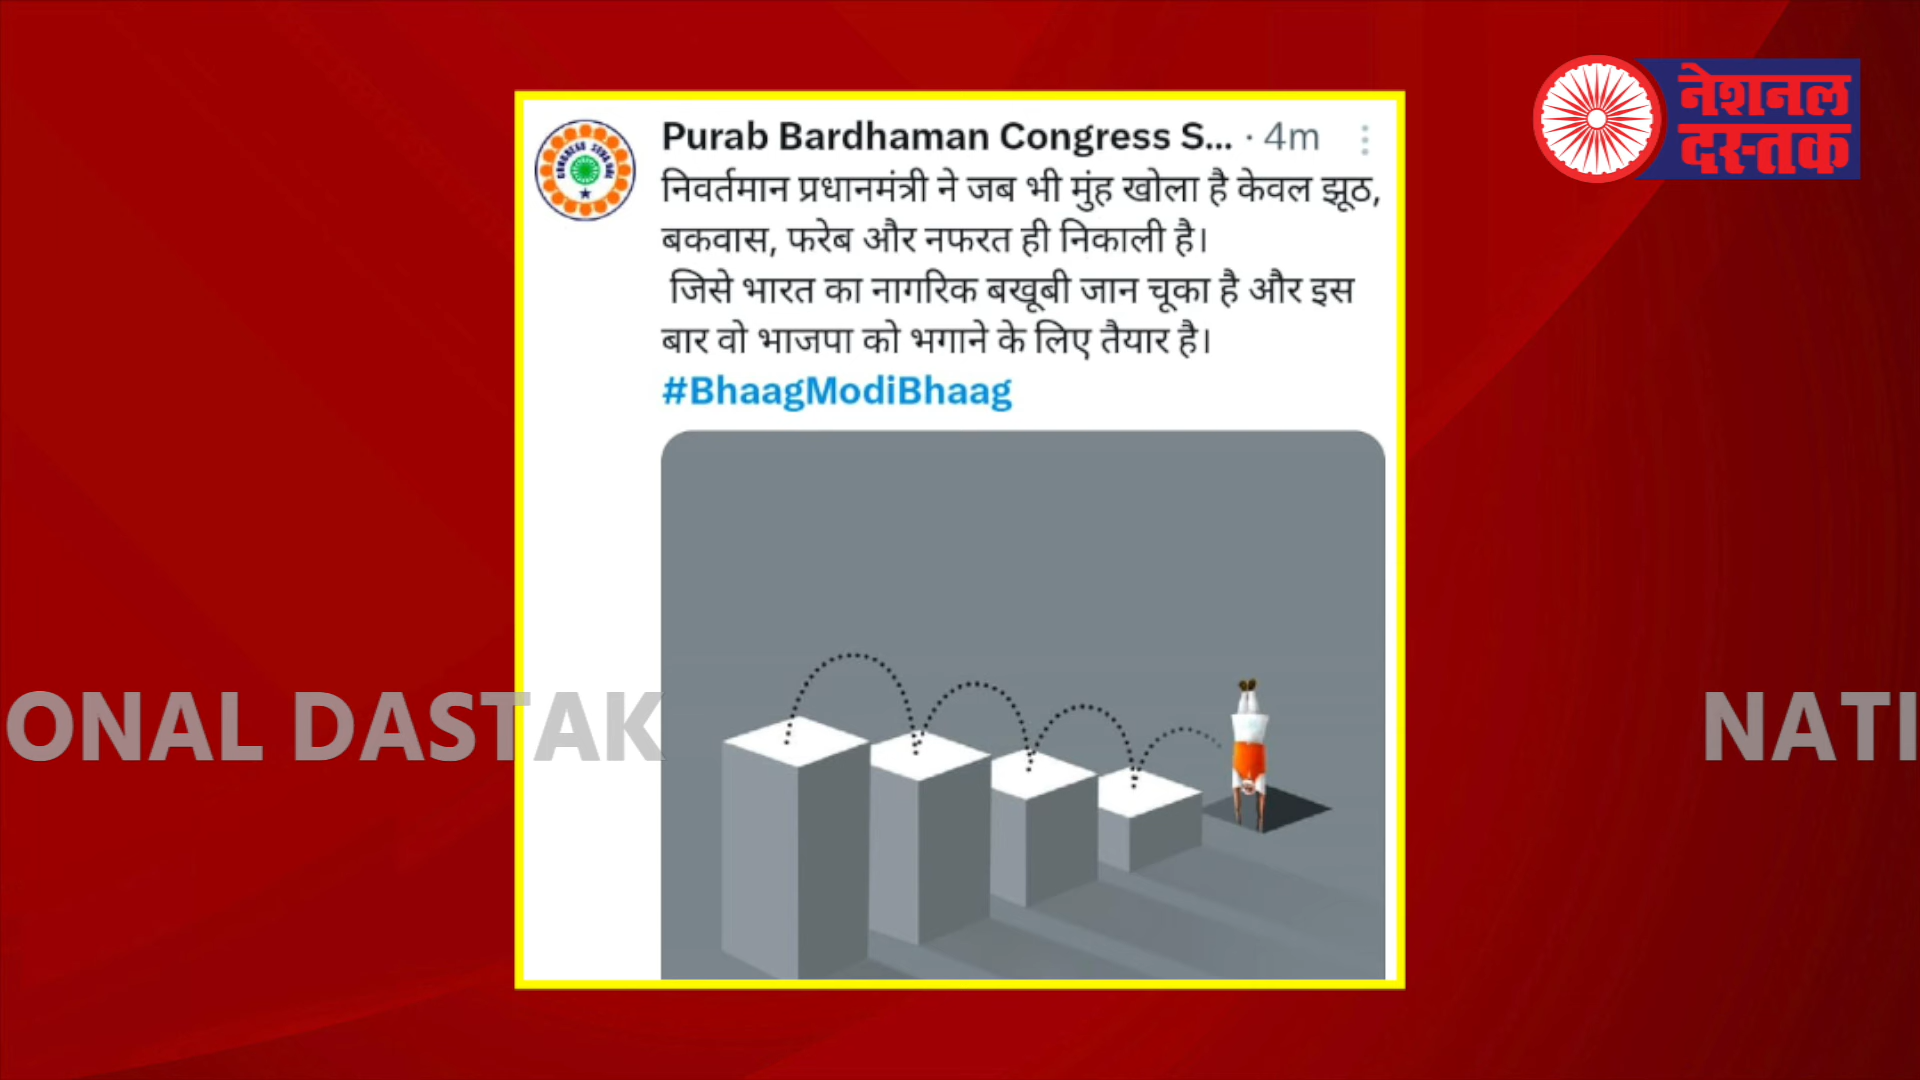 Purab Bardhaman Congress S... · 4m
निवर्तमान प्रधानमंत्री ने जब भी मुंह खोला है केवल झूठ,
बकवास, फरेब और नफरत ही निकाली है।
जिसे भारत का नागरिक बखूबी जान चूका है और इस
बार वो भाजपा को भगाने के लिए तैयार है।
#BhaagModiBhaag
नेशनल
दस्तक
ONAL DASTAK
NATI